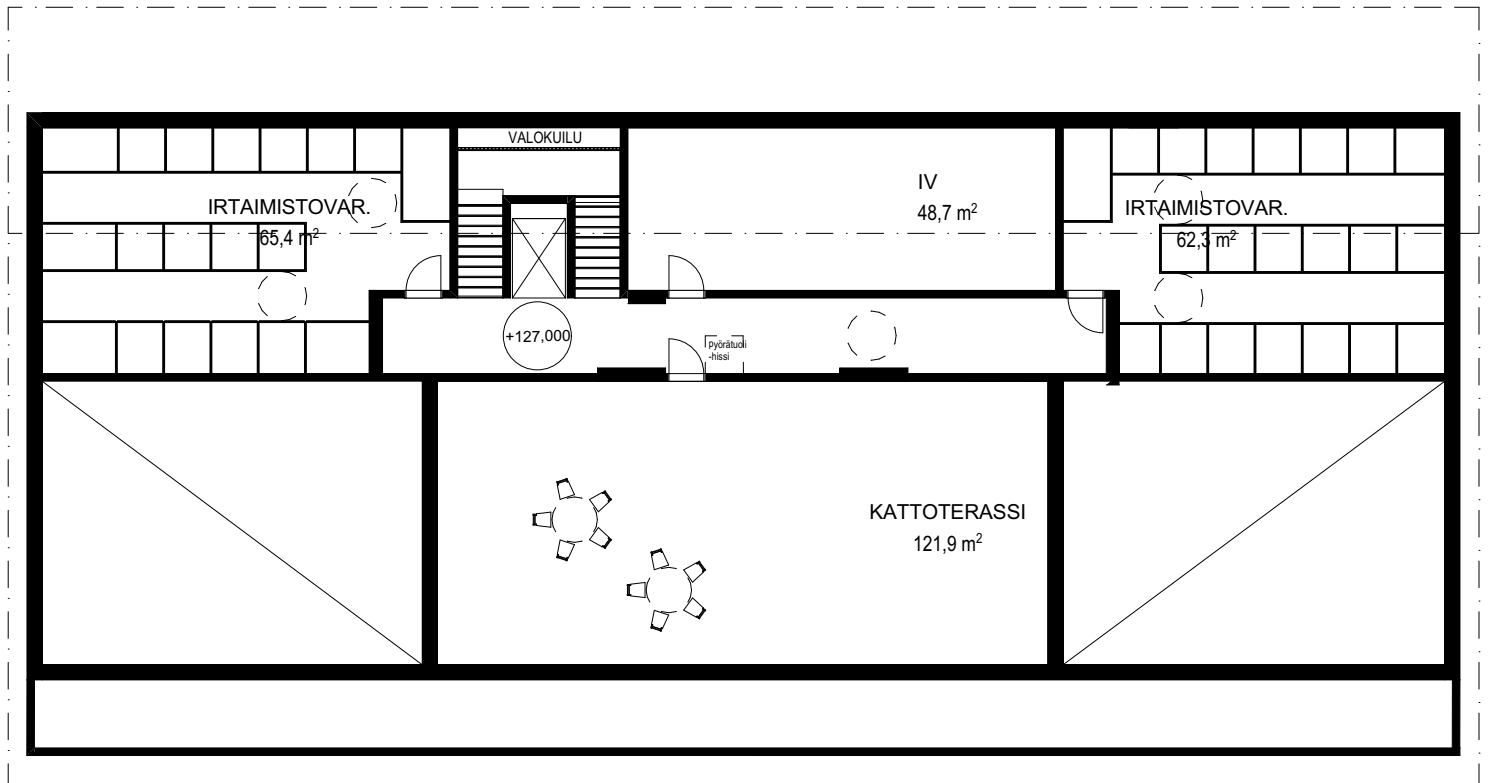 VALOKUILU
IV
48,7 m²
IRTAIMISTOVAR.
65,4 m²
IRTAIMISTOVAR.
62,3 m²
+127,000
Pyörätuoli
-hissi
KATTOTERASSI
121,9 m²